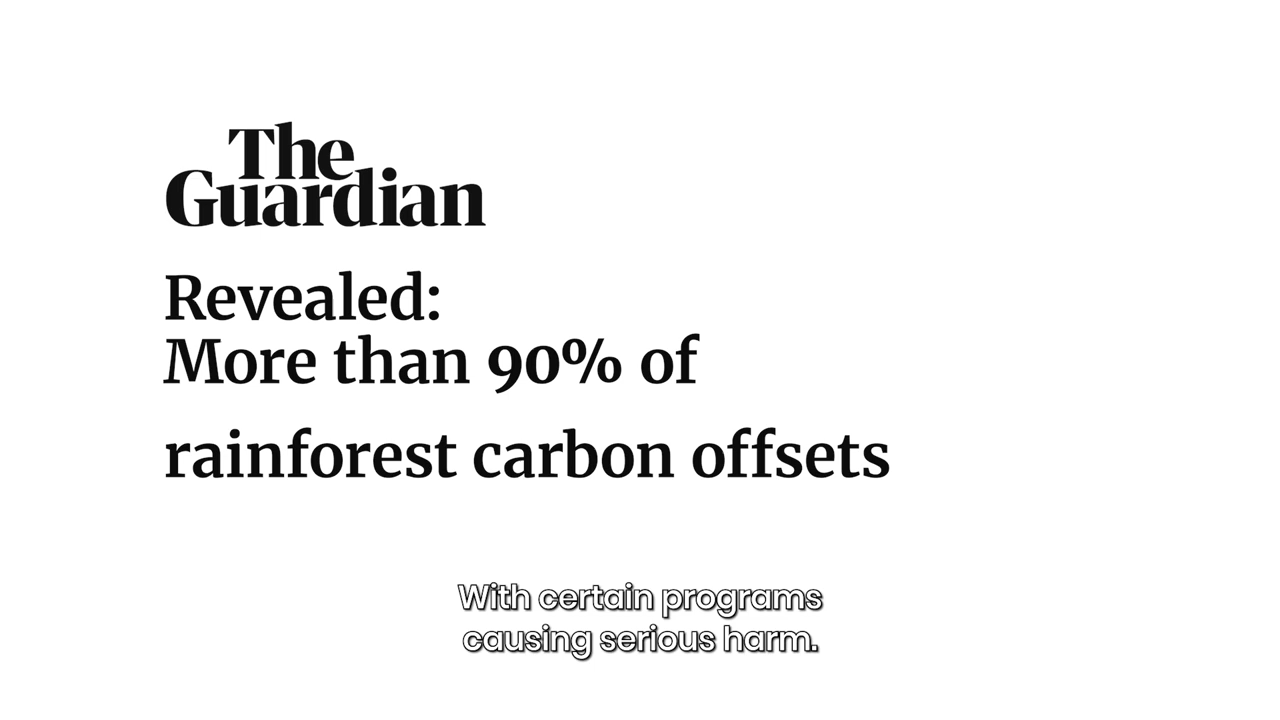 The
Guardian
Revealed:
More than 90% of
rainforest carbon offsets
With certain programs
causing serious harm.